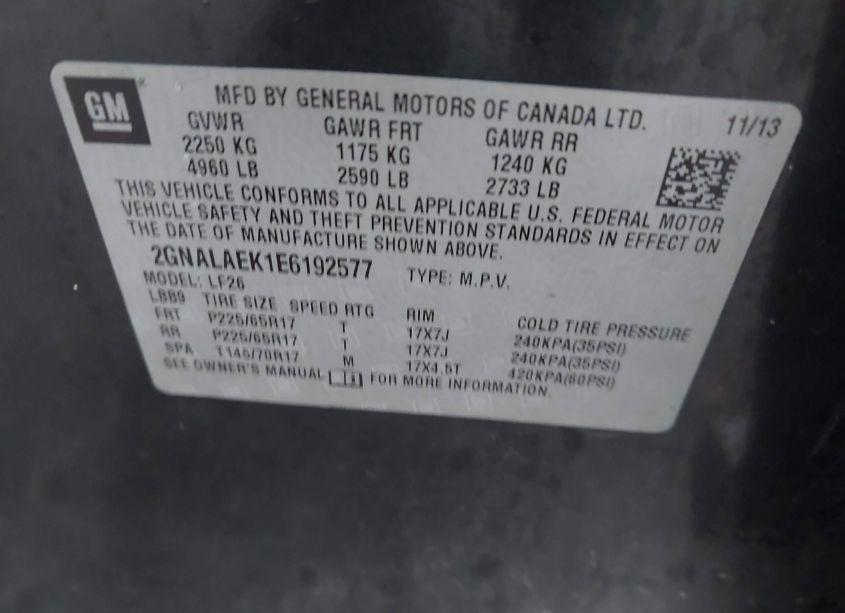 GM
MFD BY GENERAL MOTORS OF CANADA LTD. 11/13
GVWR GAWR FRT GAWR RR
2250 KG 1175 KG 1240 KG
4960 LB 2590 LB 2733 LB
THIS VEHICLE CONFORMS TO ALL APPLICABLE U.S. FEDERAL MOTOR
VEHICLE SAFETY AND THEFT PREVENTION STANDARDS IN EFFECT ON
THE DATE OF MANUFACTURE SHOWN ABOVE.
2GNALAEK1E6192577 TYPE: M.P.V.
MODEL: LF26
LBB9 TIRE SIZE SPEED RTG RIM COLD TIRE PRESSURE
FRT P225/65R17 T 17X7J 240KPA(35PSI)
RR P225/65R17 T 17X7J 240KPA(35PSI)
SPA T145/70R17 M 17X4.5T 420KPA(60PSI)
SEE OWNER'S MANUAL i FOR MORE INFORMATION.